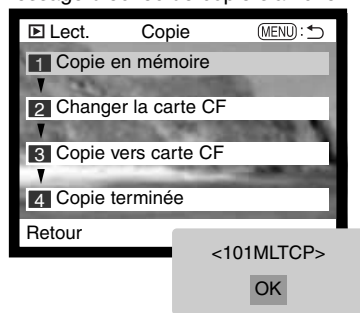 Lect. Copie MENU :
1 Copie en mémoire
2 Changer la carte CF
3 Copie vers carte CF
4 Copie terminée
Retour
<101MLTCP>
OK